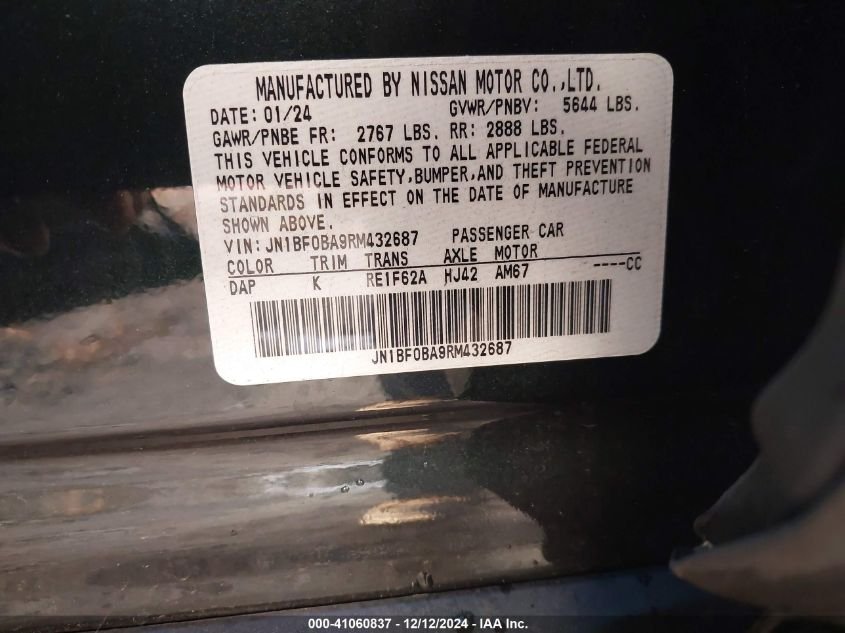 MANUFACTURED BY NISSAN MOTOR CO.,LTD.
DATE: 01/24 GVWR/PNBV: 5644 LBS.
GAWR/PNBE FR: 2767 LBS. RR: 2888 LBS.
THIS VEHICLE CONFORMS TO ALL APPLICABLE FEDERAL
MOTOR VEHICLE SAFETY,BUMPER,AND THEFT PREVENTION
STANDARDS IN EFFECT ON THE DATE OF MANUFACTURE
SHOWN ABOVE.
VIN: JN1BF0BA9RM432687 PASSENGER CAR
COLOR TRIM TRANS AXLE MOTOR
DAP K RE1F62A HJ42 AM67 ----CC
JN1BF0BA9RM432687
000-41060837 - 12/12/2024 - IAA Inc.